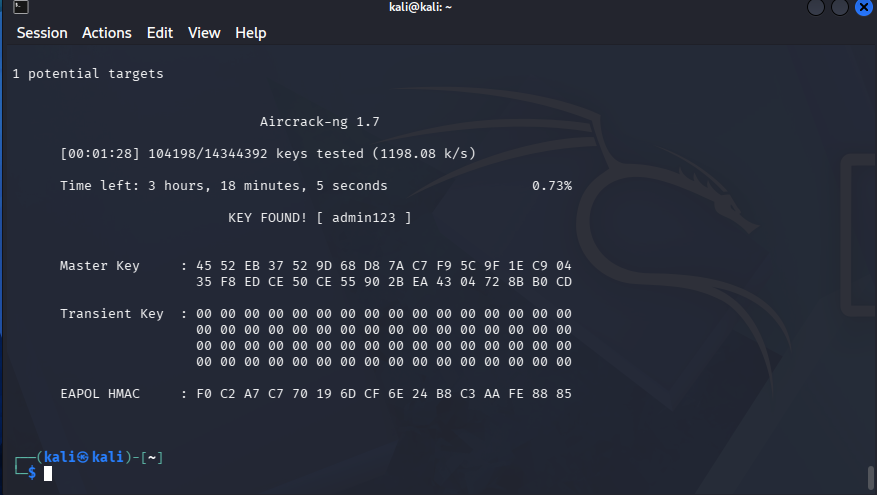 kali@kali: ~
Session Actions Edit View Help
1 potential targets
Aircrack-ng 1.7
[00:01:28] 104198/14344392 keys tested (1198.08 k/s)
Time left: 3 hours, 18 minutes, 5 seconds 0.73%
KEY FOUND! [ admin123 ]
Master Key : 45 52 EB 37 52 9D 68 D8 7A C7 F9 5C 9F 1E C9 04
35 F8 ED CE 50 CE 55 90 2B EA 43 04 72 8B B0 CD
Transient Key : 00 00 00 00 00 00 00 00 00 00 00 00 00 00 00 00
00 00 00 00 00 00 00 00 00 00 00 00 00 00 00 00
00 00 00 00 00 00 00 00 00 00 00 00 00 00 00 00
00 00 00 00 00 00 00 00 00 00 00 00 00 00 00 00
EAPOL HMAC : F0 C2 A7 C7 70 19 6D CF 6E 24 B8 C3 AA FE 88 85
┌──(kali㉿kali)-[~]
└─$